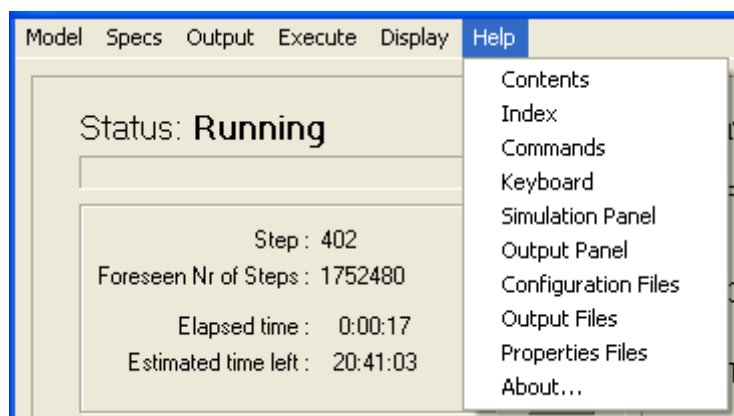 Model Specs Output Execute Display Help
Contents
Index
Commands
Keyboard
Simulation Panel
Output Panel
Configuration Files
Output Files
Properties Files
About...
Status: Running
Step : 402
Foreseen Nr of Steps : 1752480
Elapsed time : 0:00:17
Estimated time left : 20:41:03